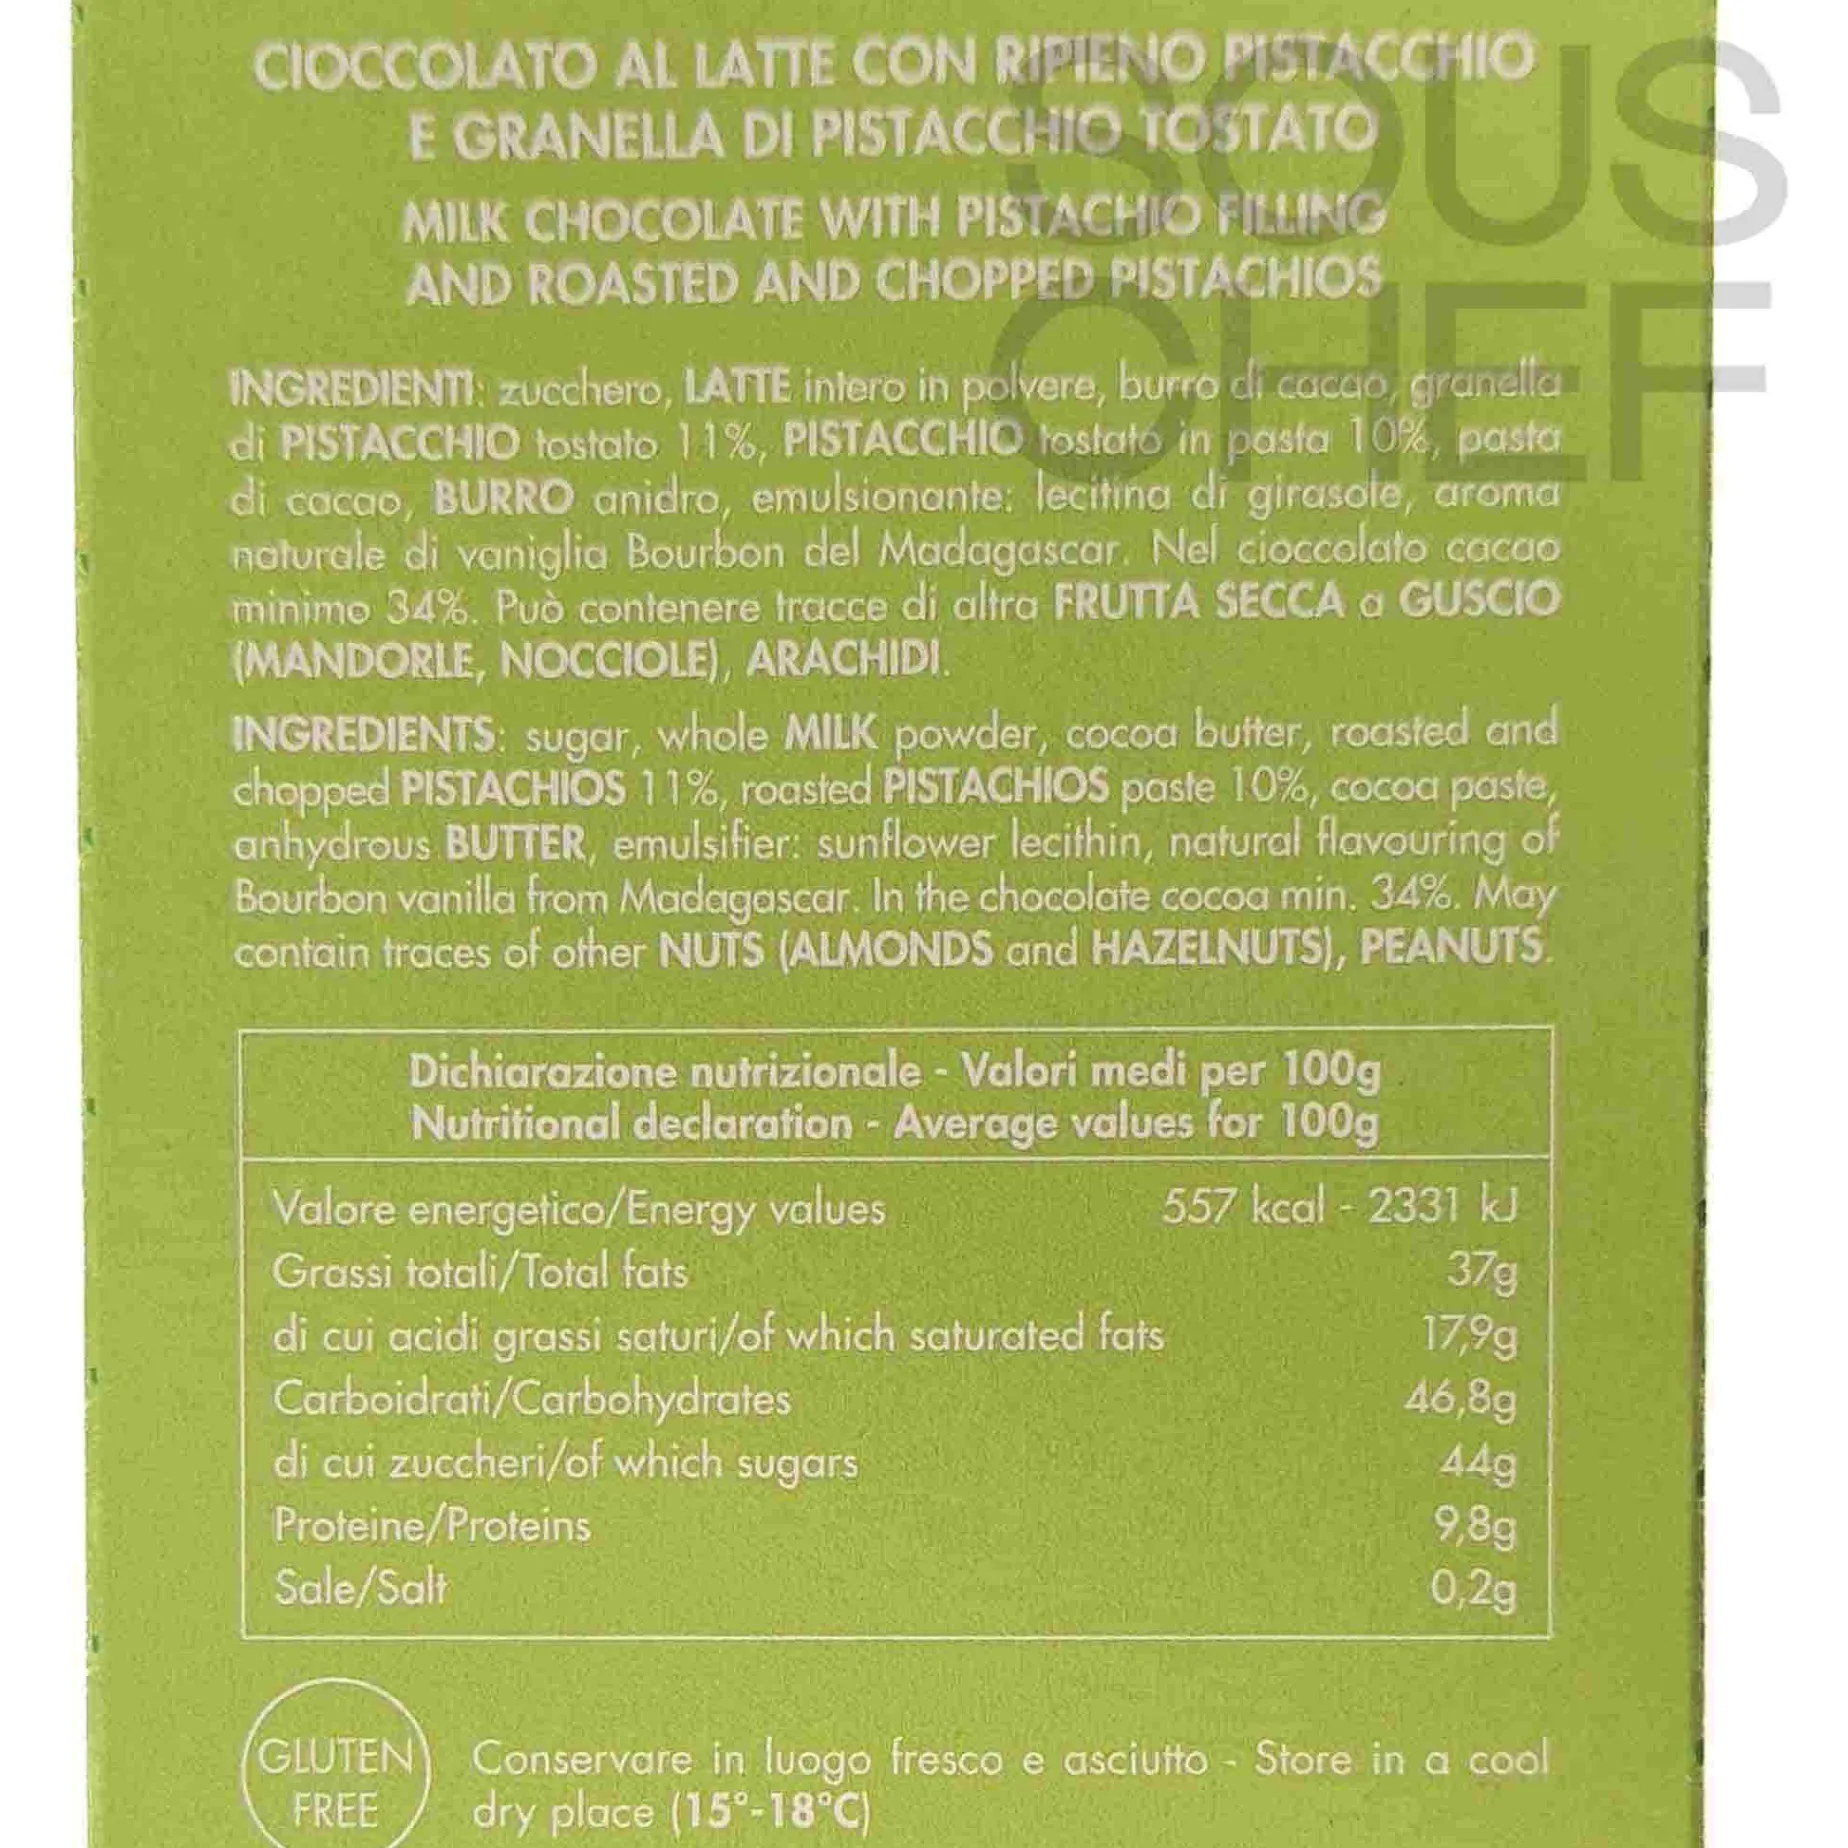 SOUS
CHEF
CIOCCOLATO AL LATTE CON RIPIENO PISTACCHIO
E GRANELLA DI PISTACCHIO TOSTATO
MILK CHOCOLATE WITH PISTACHIO FILLING
AND ROASTED AND CHOPPED PISTACHIOS
INGREDIENTI: zucchero, LATTE intero in polvere, burro di cacao, granella
di PISTACCHIO tostato 11%, PISTACCHIO tostato in pasta 10%, pasta
di cacao, BURRO anidro, emulsionante: lecitina di girasole, aroma
naturale di vaniglia Bourbon del Madagascar. Nel cioccolato cacao
minimo 34%. Può contenere tracce di altra FRUTTA SECCA a GUSCIO
(MANDORLE, NOCCIOLE), ARACHIDI.
INGREDIENTS: sugar, whole MILK powder, cocoa butter, roasted and
chopped PISTACHIOS 11%, roasted PISTACHIOS paste 10%, cocoa paste,
anhydrous BUTTER, emulsifier: sunflower lecithin, natural flavouring of
Bourbon vanilla from Madagascar. In the chocolate cocoa min. 34%. May
contain traces of other NUTS (ALMONDS and HAZELNUTS), PEANUTS.
Dichiarazione nutrizionale - Valori medi per 100g
Nutritional declaration - Average values for 100g
Valore energetico/Energy values 557 kcal - 2331 kJ
Grassi totali/Total fats 37g
di cui acidi grassi saturi/of which saturated fats 17,9g
Carboidrati/Carbohydrates 46,8g
di cui zuccheri/of which sugars 44g
Proteine/Proteins 9,8g
Sale/Salt 0,2g
GLUTEN
FREE
Conservare in luogo fresco e asciutto - Store in a cool
dry place (15°-18°C)